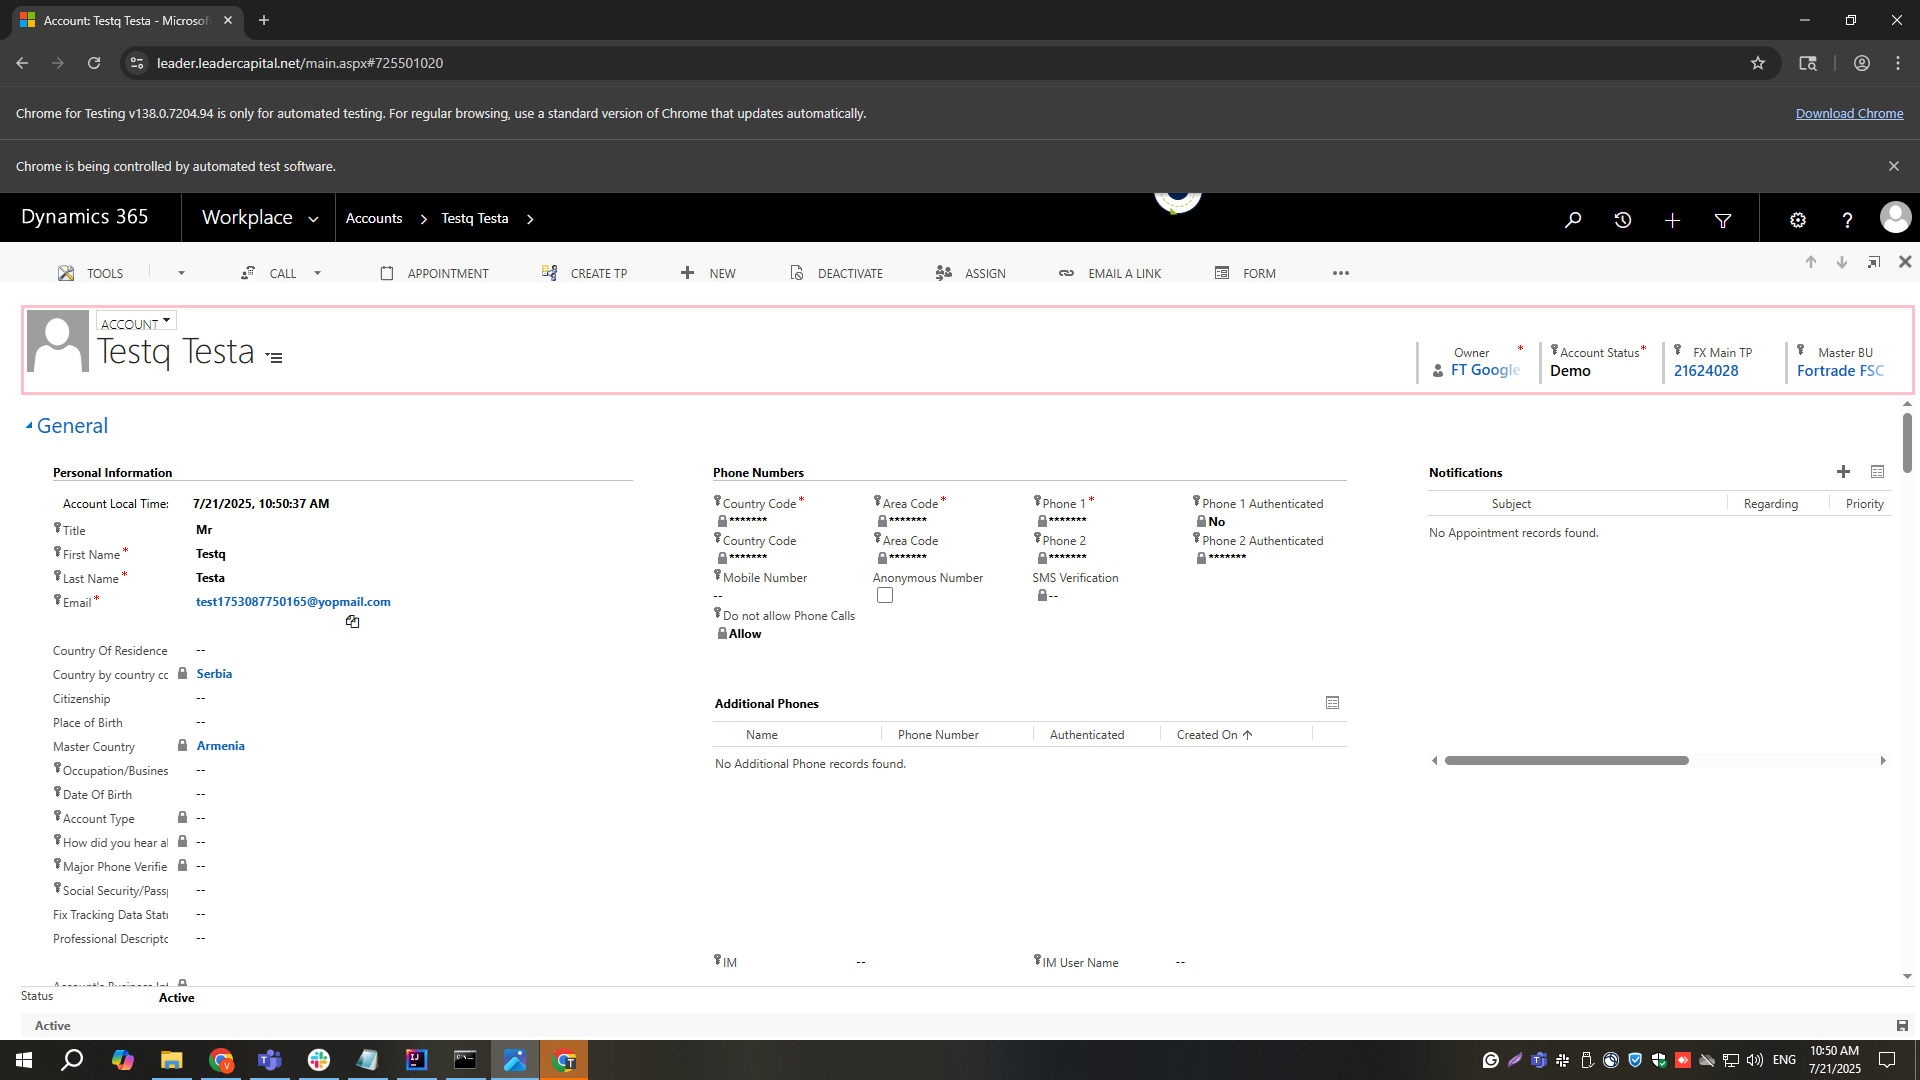 Account: Testq Testa - Microsof
leader.leadercapital.net/main.aspx#725501020
Chrome for Testing v138.0.7204.94 is only for automated testing. For regular browsing, use a standard version of Chrome that updates automatically.
Download Chrome
Chrome is being controlled by automated test software.
Dynamics 365
Workplace
Accounts > Testq Testa >
TOOLS
CALL
APPOINTMENT
CREATE TP
NEW
DEACTIVATE
ASSIGN
EMAIL A LINK
FORM
ACCOUNT
Testq Testa
Owner *
FT Google
Account Status *
Demo
FX Main TP
21624028
Master BU
Fortrade FSC
General
Personal Information
Account Local Time: 7/21/2025, 10:50:37 AM
Title Mr
First Name * Testq
Last Name * Testa
Email * test1753087750165@yopmail.com
Country Of Residence --
Country by country cc Serbia
Citizenship --
Place of Birth --
Master Country Armenia
Occupation/Busines --
Date Of Birth --
Account Type --
How did you hear al --
Major Phone Verifie --
Social Security/Passp --
Fix Tracking Data Statu --
Professional Descriptc --
Phone Numbers
Country Code * Area Code * Phone 1 * Phone 1 Authenticated
******* ******* ******* No
Country Code Area Code Phone 2 Phone 2 Authenticated
******* ******* ******* *******
Mobile Number Anonymous Number SMS Verification
-- --
Do not allow Phone Calls
Allow
Additional Phones
Name Phone Number Authenticated Created On
No Additional Phone records found.
IM -- IM User Name --
Notifications
Subject Regarding Priority
No Appointment records found.
Status Active
Active
ENG
10:50 AM
7/21/2025